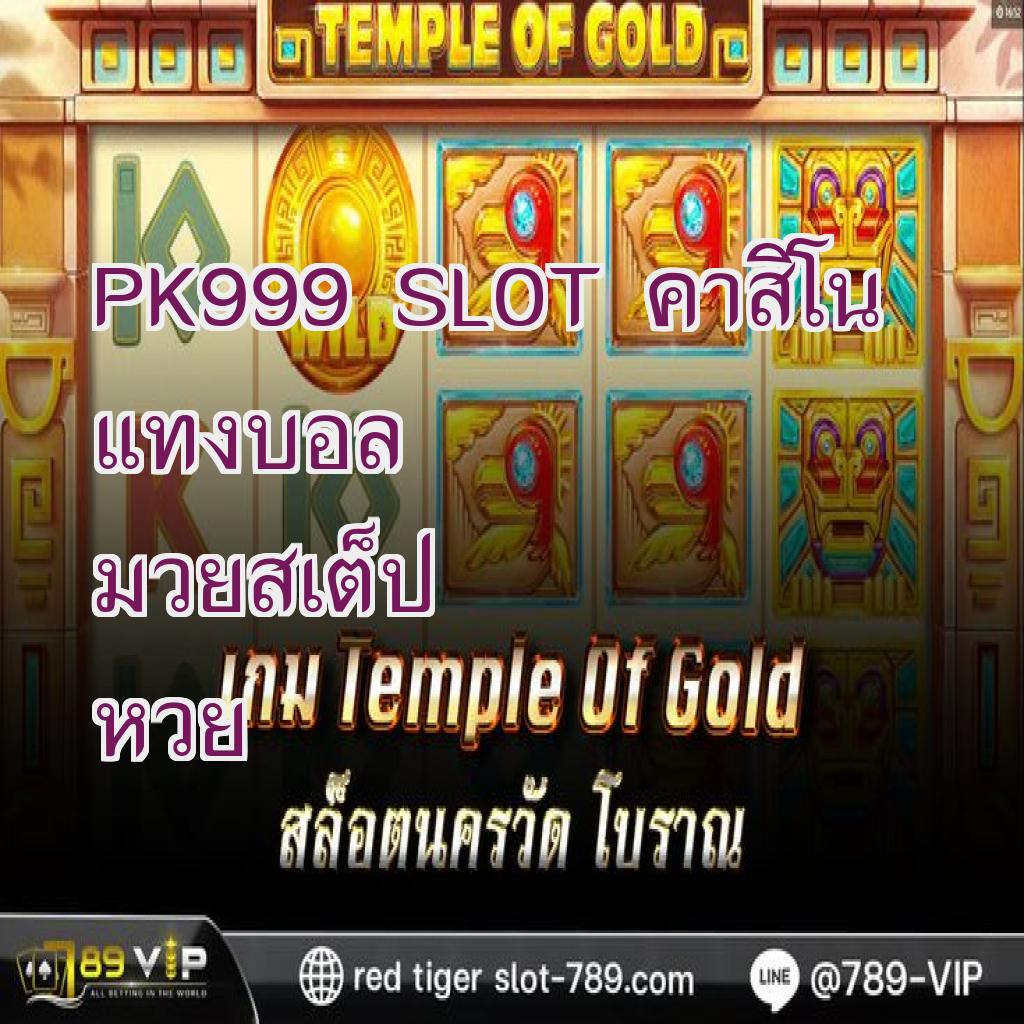 TEMPLE OF GOLD
WILD
PK999 SLOT คาสิโน
แทงบอล
K
มวยสเต็ป
เกม Temple Of Gold
หวย
สล็อตนครวัด โบราณ
789 VIP
ALL BETTING IN THE WORLD
red tiger slot-789.com
LINE
@789-VIP